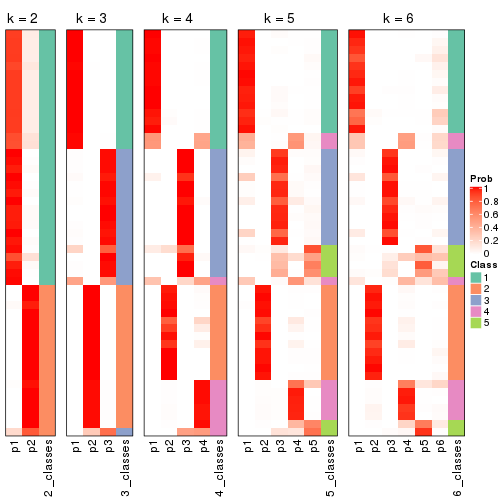 k = 2
k = 3
k = 4
k = 5
k = 6
Prob
1
0.8
0.6
0.4
0.2
0
Class
1
2
3
4
5
p1
p2
2_classes
p1
p2
p3
3_classes
p1
p2
p3
p4
4_classes
p1
p2
p3
p4
p5
5_classes
p1
p2
p3
p4
p5
p6
6_classes